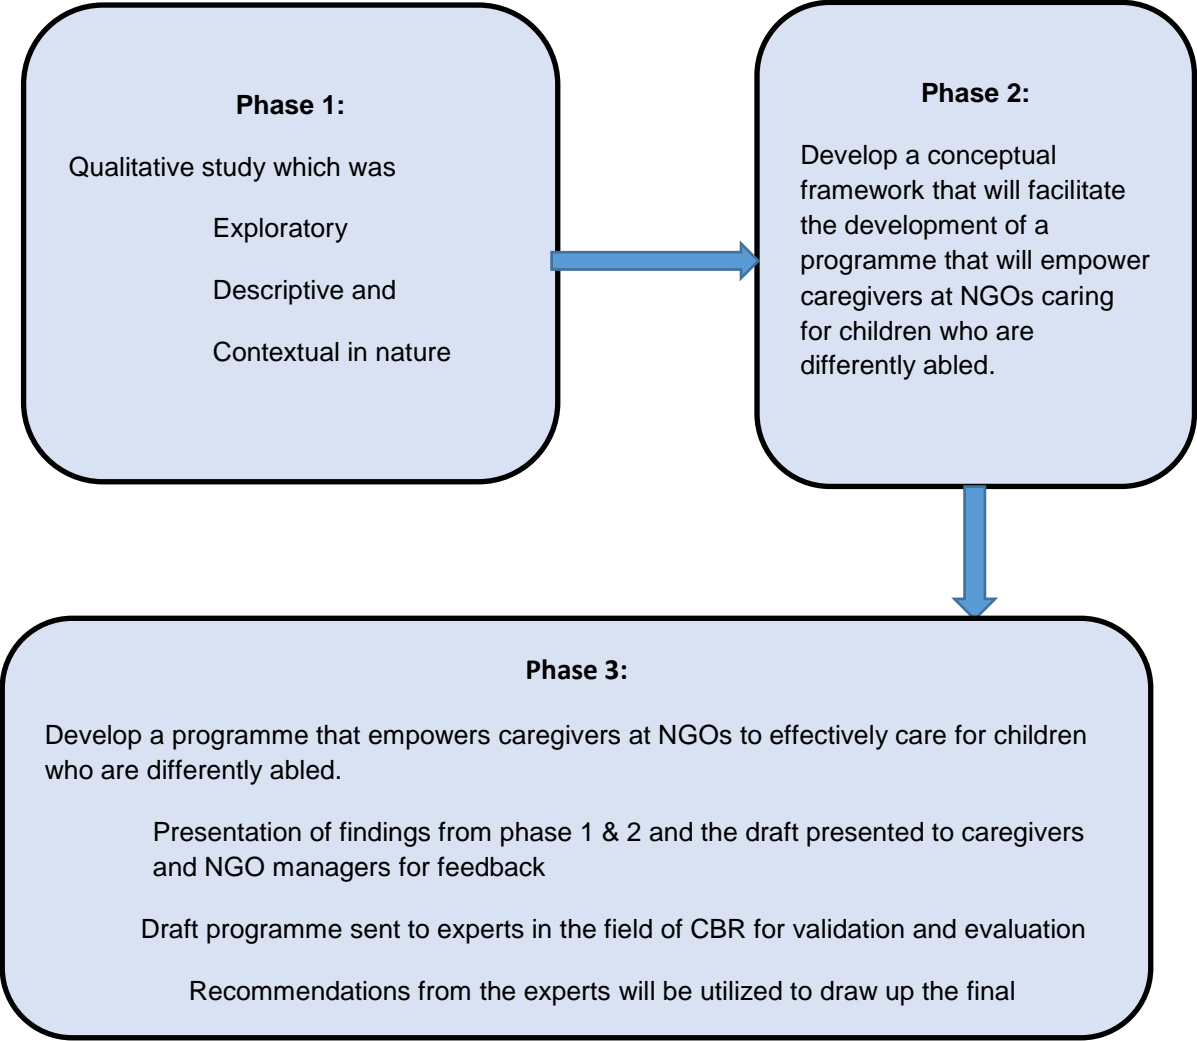 Phase 1:
Qualitative study which was
Exploratory
Descriptive and
Contextual in nature
Phase 2:
Develop a conceptual
framework that will facilitate
the development of a
programme that will empower
caregivers at NGOs caring
for children who are
differently abled.
Phase 3:
Develop a programme that empowers caregivers at NGOs to effectively care for children
who are differently abled.
Presentation of findings from phase 1 & 2 and the draft presented to caregivers
and NGO managers for feedback
Draft programme sent to experts in the field of CBR for validation and evaluation
Recommendations from the experts will be utilized to draw up the final